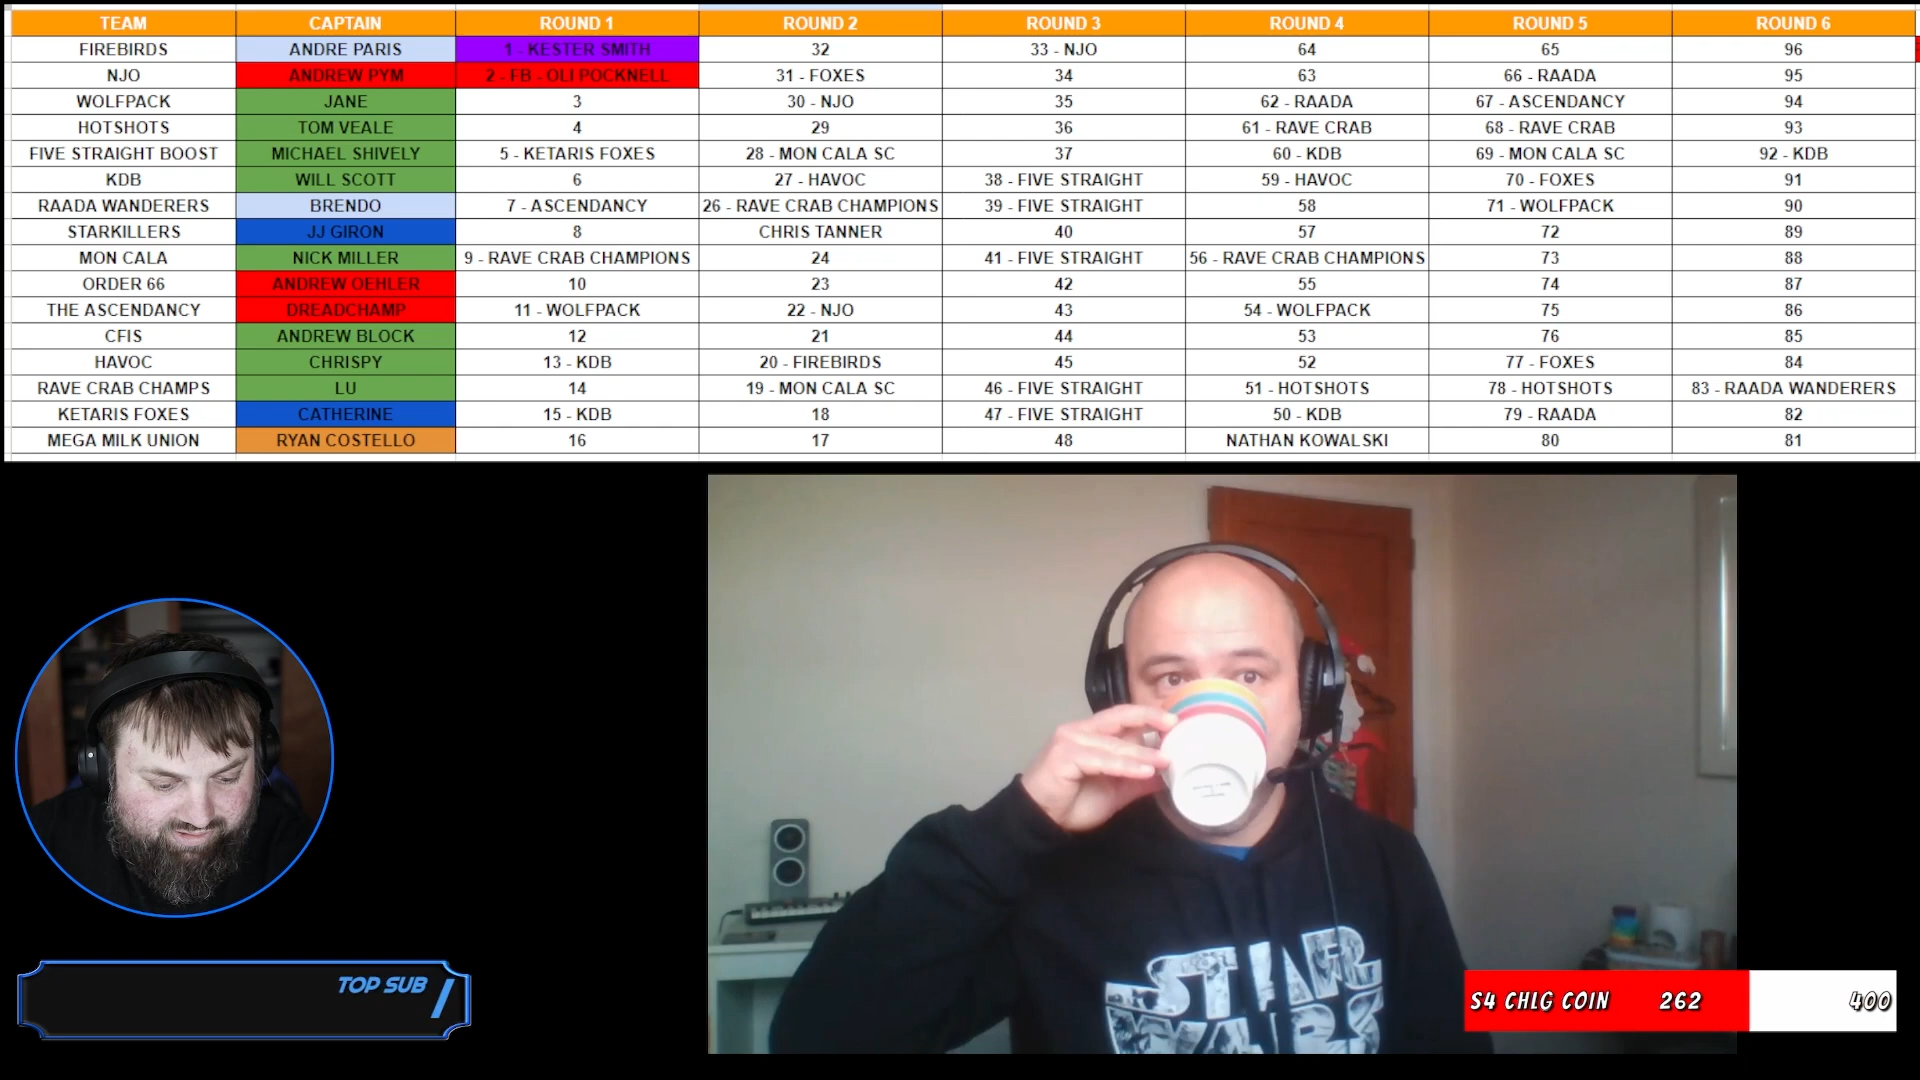 TEAM CAPTAIN ROUND 1 ROUND 2 ROUND 3 ROUND 4 ROUND 5 ROUND 6
FIREBIRDS ANDRE PARIS 1 - KESTER SMITH 32 33 - NJO 64 65 96
NJO ANDREW PYM 2 - FB - OLI POCKNELL 31 - FOXES 34 63 66 - RAADA 95
WOLFPACK JANE 3 30 - NJO 35 62 - RAADA 67 - ASCENDANCY 94
HOTSHOTS TOM VEALE 4 29 36 61 - RAVE CRAB 68 - RAVE CRAB 93
FIVE STRAIGHT BOOST MICHAEL SHIVELY 5 - KETARIS FOXES 28 - MON CALA SC 37 60 - KDB 69 - MON CALA SC 92 - KDB
KDB WILL SCOTT 6 27 - HAVOC 38 - FIVE STRAIGHT 59 - HAVOC 70 - FOXES 91
RAADA WANDERERS BRENDO 7 - ASCENDANCY 26 - RAVE CRAB CHAMPIONS 39 - FIVE STRAIGHT 58 71 - WOLFPACK 90
STARKILLERS JJ GIRON 8 CHRIS TANNER 40 57 72 89
MON CALA NICK MILLER 9 - RAVE CRAB CHAMPIONS 24 41 - FIVE STRAIGHT 56 - RAVE CRAB CHAMPIONS 73 88
ORDER 66 ANDREW OEHLER 10 23 42 55 74 87
THE ASCENDANCY DREADCHAMP 11 - WOLFPACK 22 - NJO 43 54 - WOLFPACK 75 86
CFIS ANDREW BLOCK 12 21 44 53 76 85
HAVOC CHRISPY 13 - KDB 20 - FIREBIRDS 45 52 77 - FOXES 84
RAVE CRAB CHAMPS LU 14 19 - MON CALA SC 46 - FIVE STRAIGHT 51 - HOTSHOTS 78 - HOTSHOTS 83 - RAADA WANDERERS
KETARIS FOXES CATHERINE 15 - KDB 18 47 - FIVE STRAIGHT 50 - KDB 79 - RAADA 82
MEGA MILK UNION RYAN COSTELLO 16 17 48 NATHAN KOWALSKI 80 81
STAR
WARS
TOP SUB
/
S4 CHLG COIN 262 400